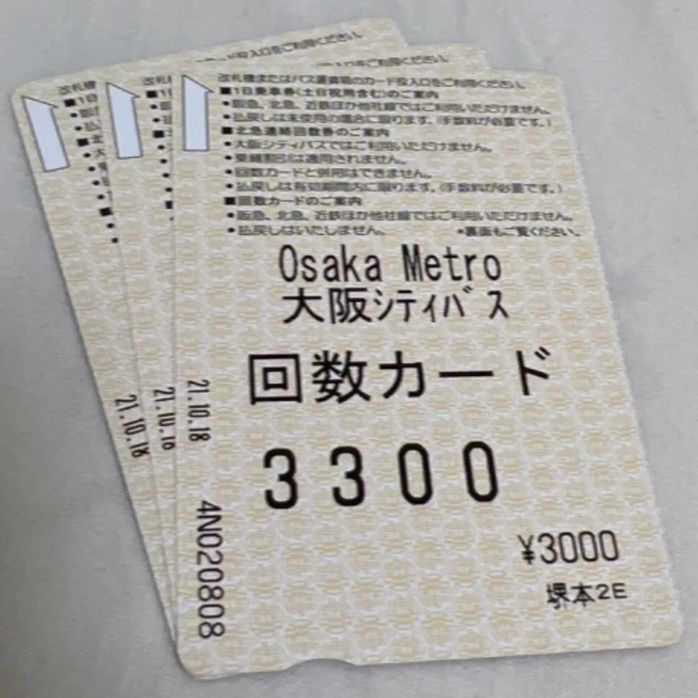 改札機またはバス運賃箱のカード投入口をご利用ください。
■1日乗車券(土日祝用含む)のご案内
•阪急、北急、近鉄ほか他社線ではご利用いただけません。
•払戻しは未使用の場合に限ります。(手数料が必要です。)
■北急連絡回数券のご案内
•大阪シティバスではご利用いただけません。
•乗継割引は適用されません。
•回数カードと併用はできません。
•払戻しは有効期間内に限ります。(手数料が必要です。)
■回数カードのご案内
•阪急、北急、近鉄ほか他社線ではご利用いただけません。
•払戻しはいたしません。 •裏面もご覧ください。
Osaka Metro
大阪シティバス
回数カード
3300
¥3000
堺本2E
21.10.18
4N020808
21.10.18
21.10.18
改札機
■1日
改札